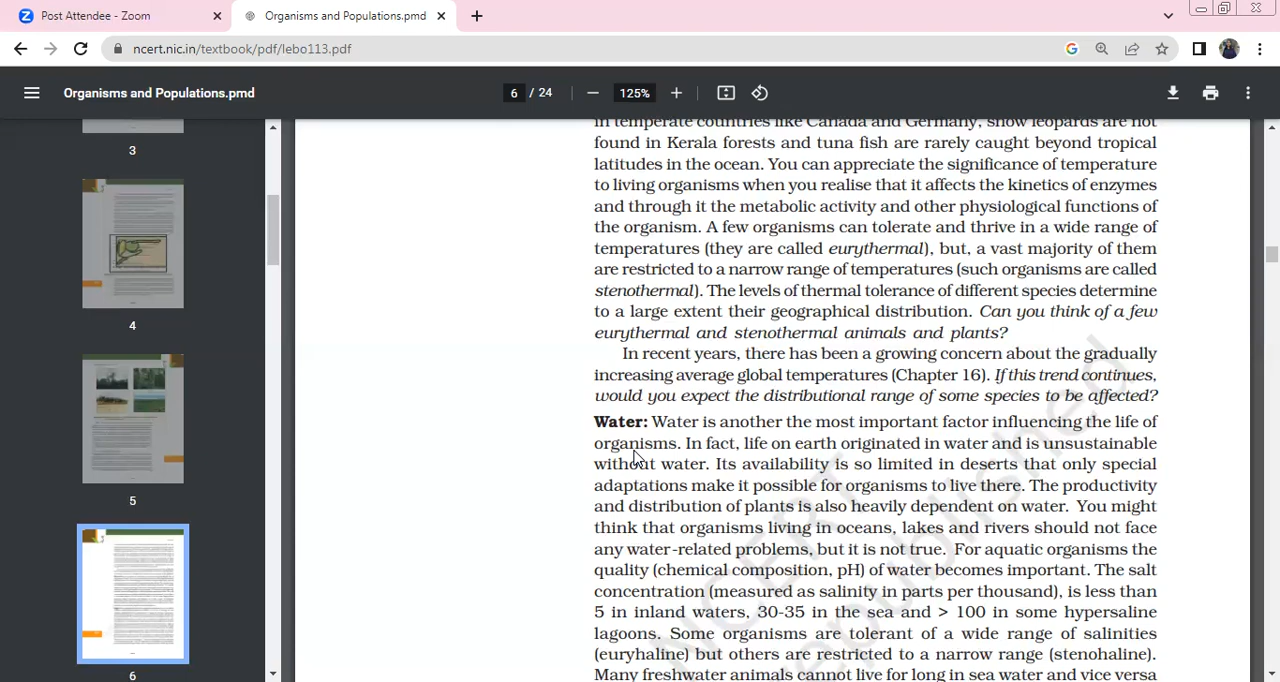 Post Attendee - Zoom
Organisms and Populations.pmd
ncert.nic.in/textbook/pdf/lebo113.pdf
Organisms and Populations.pmd
6 / 24
125%
3
4
5
6
in temperate countries like Canada and Germany, snow leopards are not
found in Kerala forests and tuna fish are rarely caught beyond tropical
latitudes in the ocean. You can appreciate the significance of temperature
to living organisms when you realise that it affects the kinetics of enzymes
and through it the metabolic activity and other physiological functions of
the organism. A few organisms can tolerate and thrive in a wide range of
temperatures (they are called eurythermal), but, a vast majority of them
are restricted to a narrow range of temperatures (such organisms are called
stenothermal). The levels of thermal tolerance of different species determine
to a large extent their geographical distribution. Can you think of a few
eurythermal and stenothermal animals and plants?
In recent years, there has been a growing concern about the gradually
increasing average global temperatures (Chapter 16). If this trend continues,
would you expect the distributional range of some species to be affected?
Water: Water is another the most important factor influencing the life of
organisms. In fact, life on earth originated in water and is unsustainable
without water. Its availability is so limited in deserts that only special
adaptations make it possible for organisms to live there. The productivity
and distribution of plants is also heavily dependent on water. You might
think that organisms living in oceans, lakes and rivers should not face
any water-related problems, but it is not true. For aquatic organisms the
quality (chemical composition, pH) of water becomes important. The salt
concentration (measured as salinity in parts per thousand), is less than
5 in inland waters, 30-35 in the sea and > 100 in some hypersaline
lagoons. Some organisms are tolerant of a wide range of salinities
(euryhaline) but others are restricted to a narrow range (stenohaline).
Many freshwater animals cannot live for long in sea water and vice versa